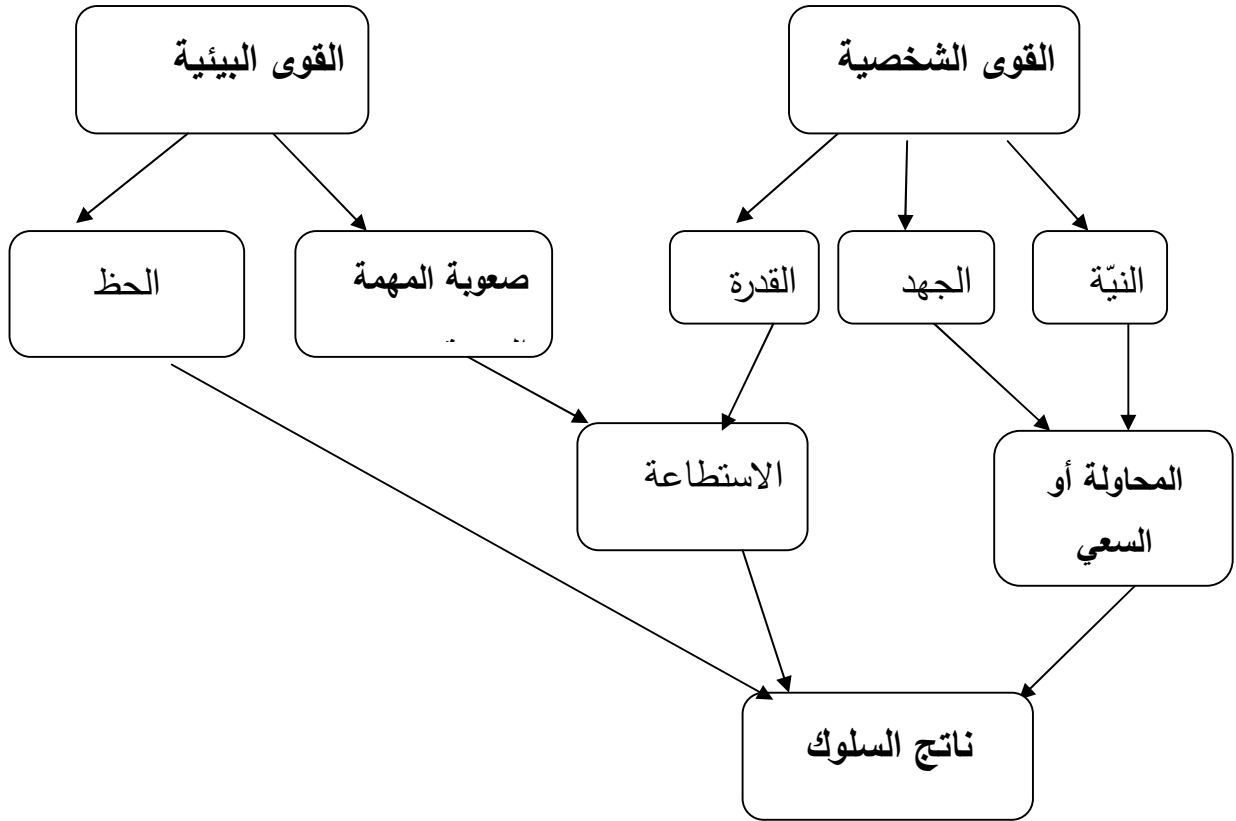 القوى الشخصية
القوى البيئية
النيّة
الجهد
القدرة
صعوبة المهمة
الحظ
المحاولة أو
السعي
الاستطاعة
ناتج السلوك